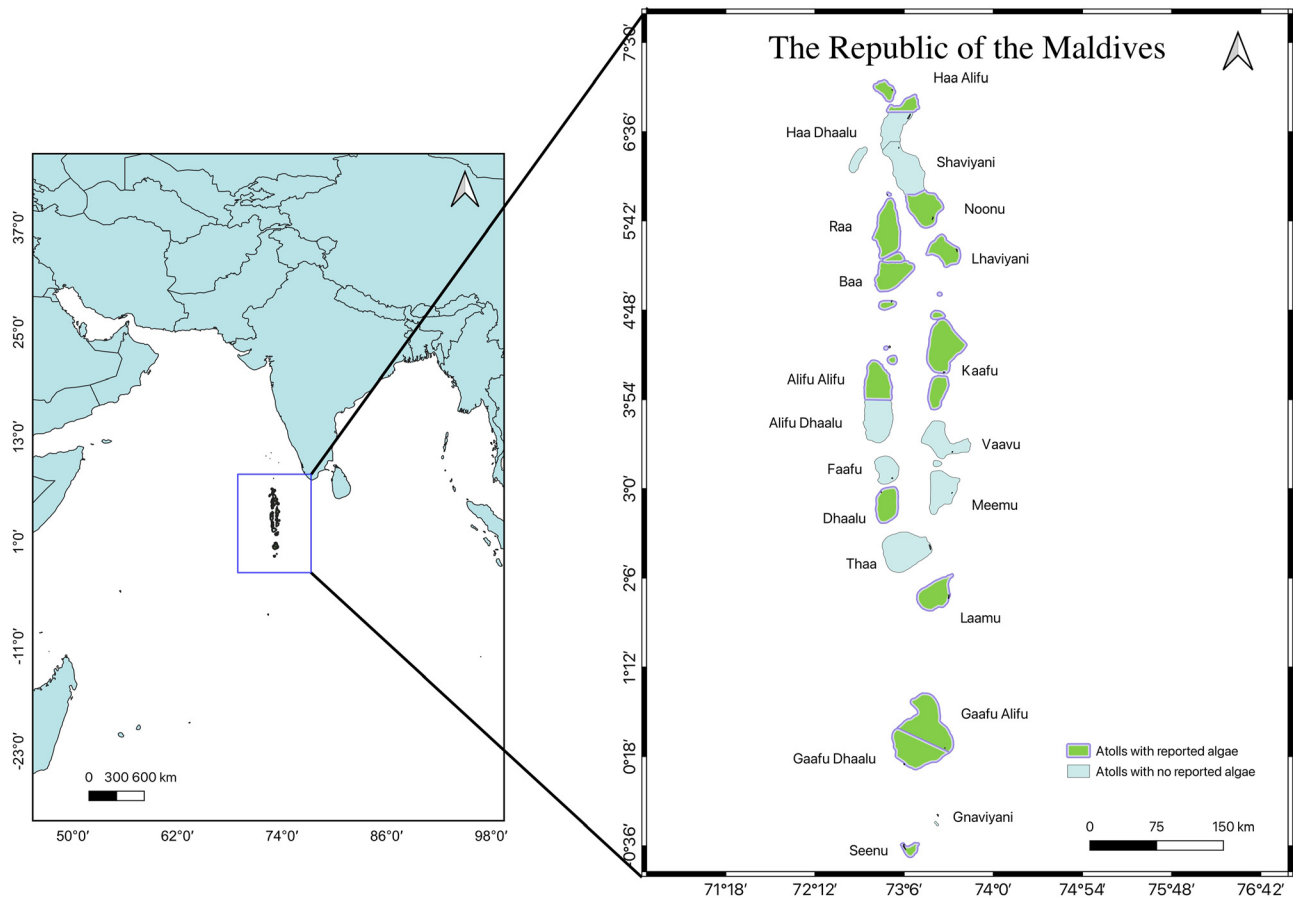 The Republic of the Maldives
Haa Alifu
Haa Dhaalu
Shaviyani
Noonu
Raa
Lhaviyani
Baa
Kaafu
Alifu Alifu
Alifu Dhaalu
Vaavu
Faafu
Meemu
Dhaalu
Thaa
Laamu
Gaafu Alifu
Gaafu Dhaalu
Gnaviyani
Seenu
Atolls with reported algae
Atolls with no reported algae
0 75 150 km
7°30'
6°36'
5°42'
4°48'
3°54'
3°0'
2°6'
1°12'
0°18'
0°36'
71°18' 72°12' 73°6' 74°0' 74°54' 75°48' 76°42'
37°0'
25°0'
13°0'
1°0'
-11°0'
-23°0'
0 300 600 km
50°0' 62°0' 74°0' 86°0' 98°0'